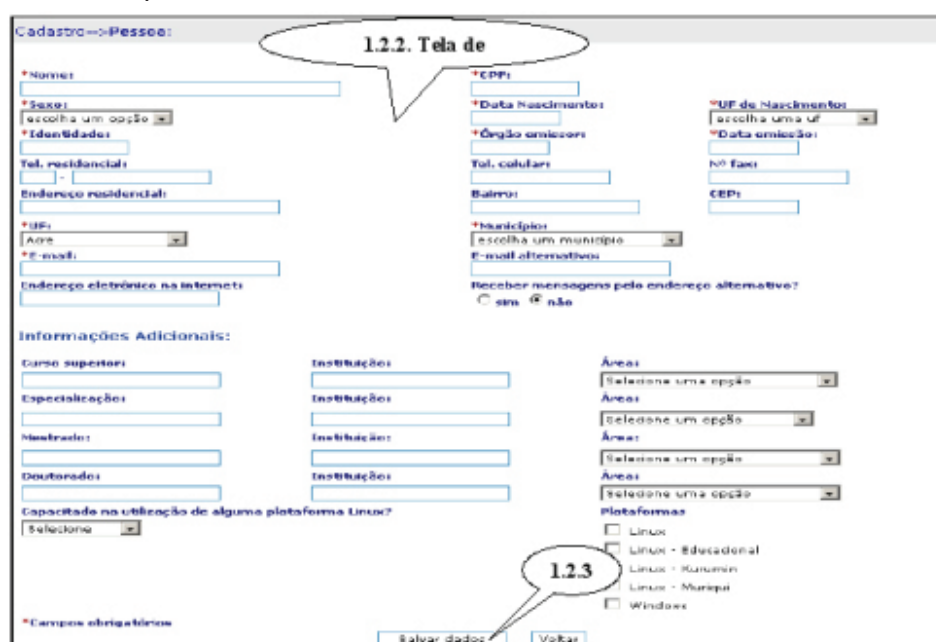 Cadastro-->Pessoa:
1.2.2. Tela de
*Nome: *CPF:
*Sexo: *Data Nascimento: *UF de Nascimento:
escolha um opção escolha uma uf
*Identidade: *Órgão emissor: *Data emissão:
Tel. residencial: Tel. celular: Nº fax:
-
Endereço residencial: Bairro: CEP:
*UF: *Município:
Acre escolha um município
*E-mail: E-mail alternativo:
Endereço eletrônico na internet: Receber mensagens pelo endereço alternativo?
sim não
Informações Adicionais:
Curso superior: Instituição: Área:
Selecione uma opção
Especialização: Instituição: Área:
Selecione um opção
Mestrado: Instituição: Área:
Selecione um opção
Doutorado: Instituição: Área:
Selecione uma opção
Capacitado na utilização de alguma plataforma Linux? Plataformas
Selecione Linux
Linux - Educacional
1.2.3 Linux - Kurumin
Linux - Muriqui
Windows
*Campos obrigatórios
Salvar dados Voltar